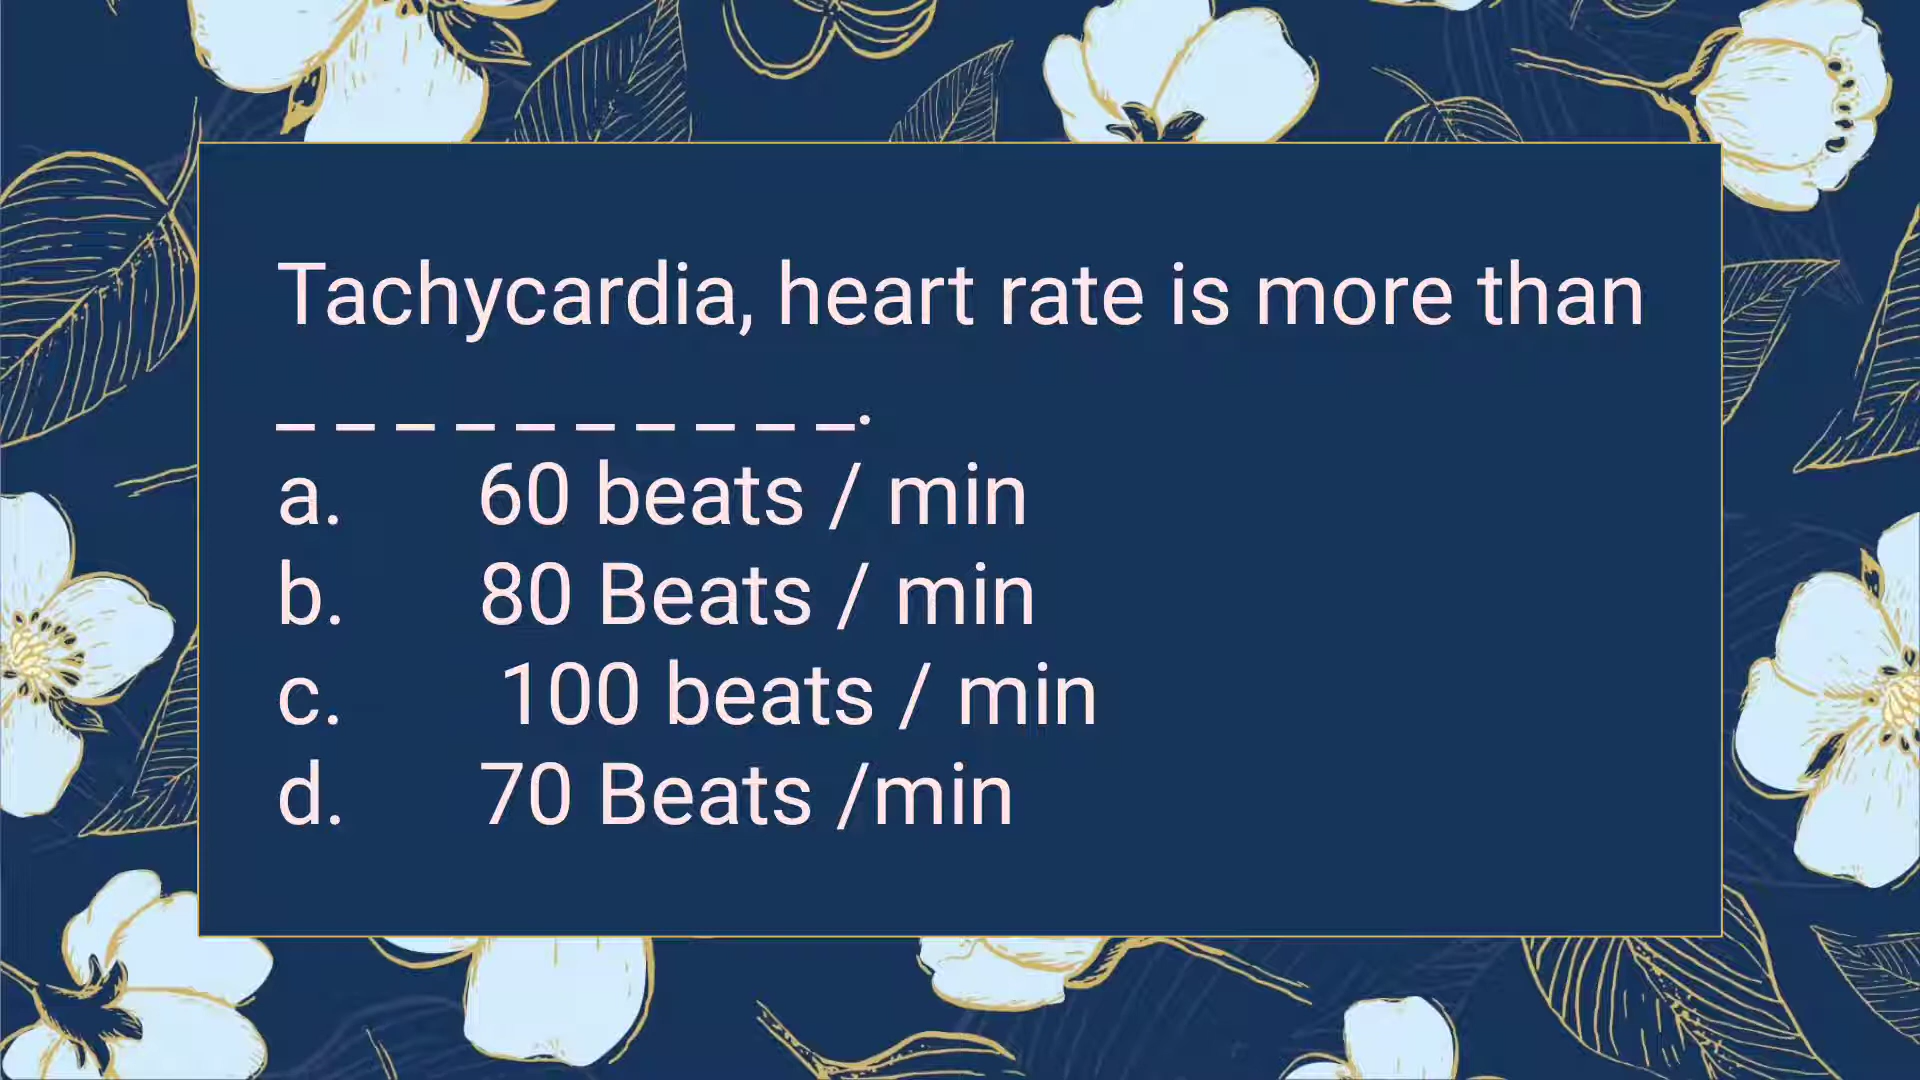 Tachycardia, heart rate is more than
_ _ _ _ _ _ _ _ _ _.
a. 60 beats / min
b. 80 Beats / min
c. 100 beats / min
d. 70 Beats /min